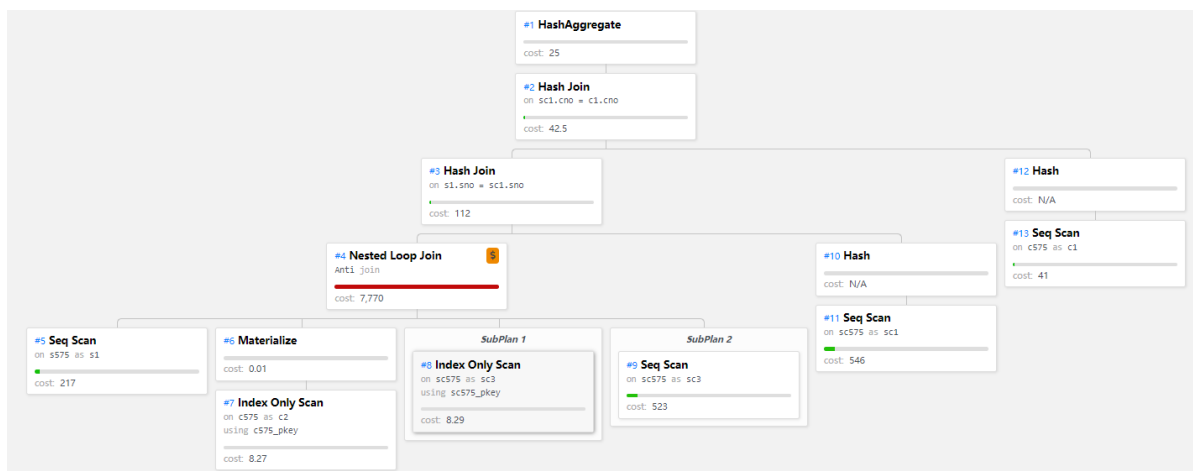 #1 HashAggregate
cost: 25
#2 Hash Join
on sc1.cno = c1.cno
cost: 42.5
#3 Hash Join
on s1.sno = sc1.sno
cost: 112
#12 Hash
cost: N/A
#13 Seq Scan
on c575 as c1
cost: 41
#4 Nested Loop Join $
Anti join
cost: 7,770
#10 Hash
cost: N/A
#11 Seq Scan
on sc575 as sc1
cost: 546
#5 Seq Scan
on s575 as s1
cost: 217
#6 Materialize
cost: 0.01
#7 Index Only Scan
on c575 as c2
using c575_pkey
cost: 8.27
SubPlan 1
#8 Index Only Scan
on sc575 as sc3
using sc575_pkey
cost: 8.29
SubPlan 2
#9 Seq Scan
on sc575 as sc3
cost: 523